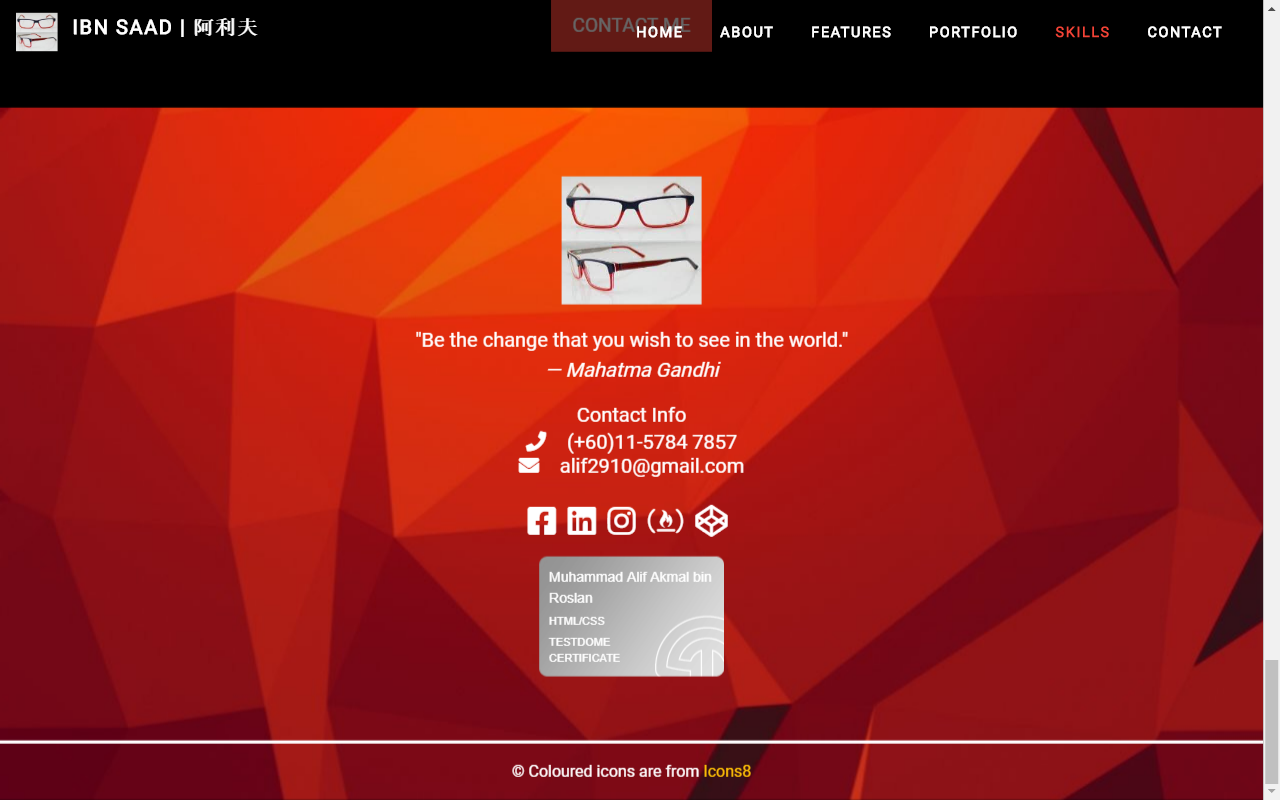 IBN SAAD | 阿利夫
CONTACT ME
HOME ABOUT FEATURES PORTFOLIO SKILLS CONTACT
"Be the change that you wish to see in the world."
— Mahatma Gandhi
Contact Info
(+60)11-5784 7857
alif2910@gmail.com
Muhammad Alif Akmal bin
Roslan
HTML/CSS
TESTDOME
CERTIFICATE
© Coloured icons are from Icons8